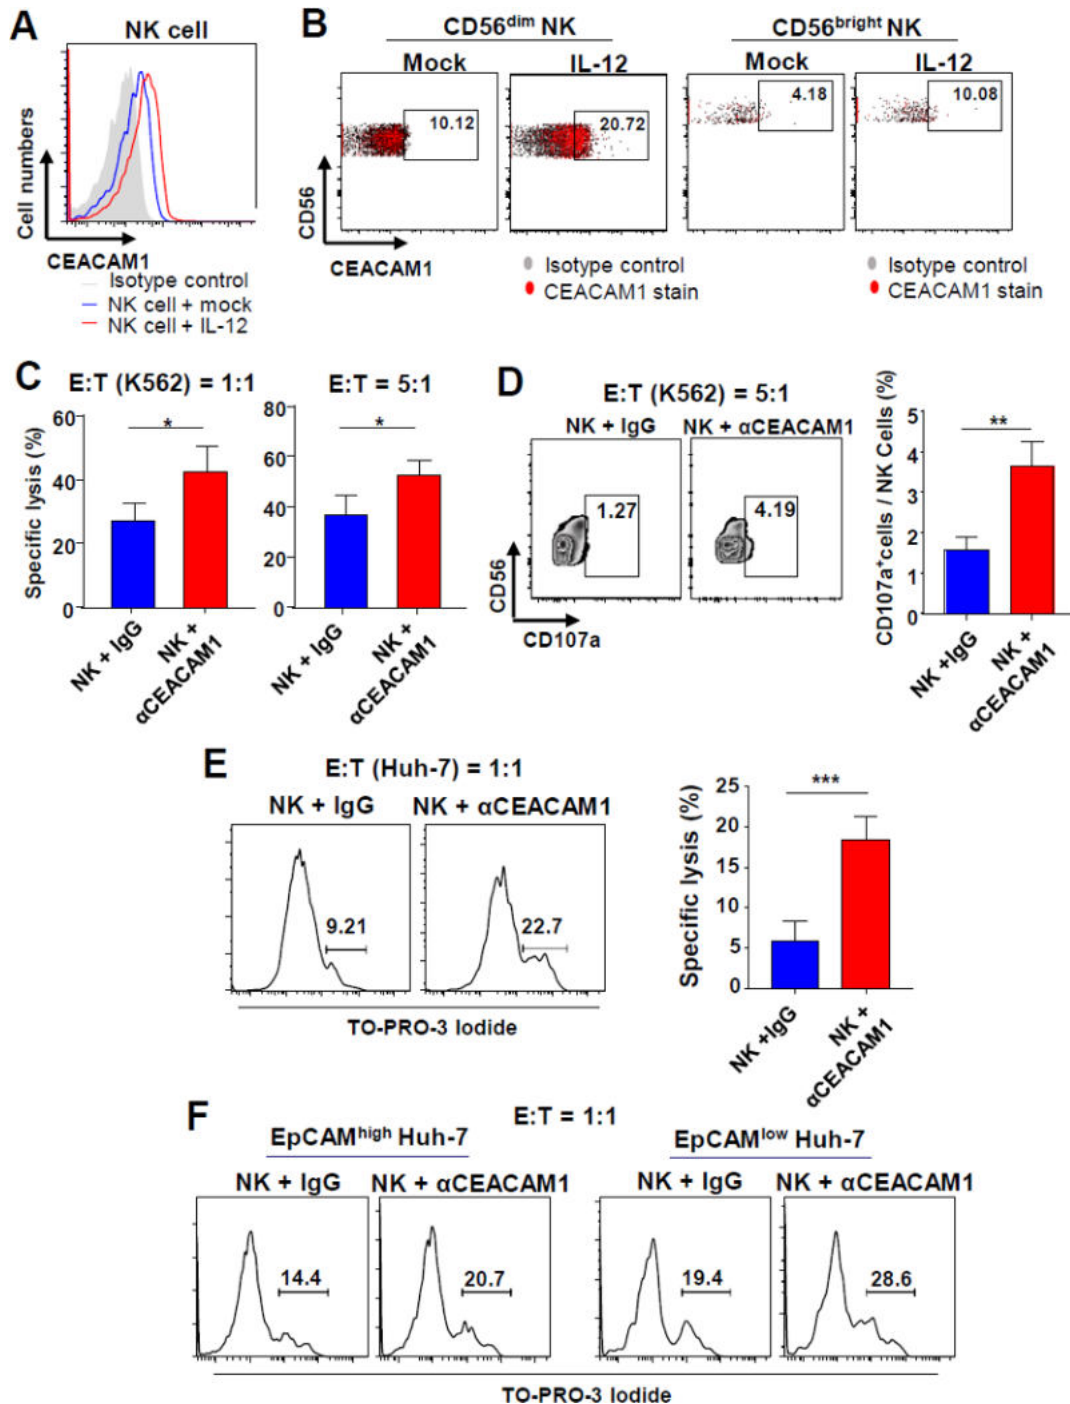 A
NK cell
Cell numbers
CEACAM1
Isotype control
NK cell + mock
NK cell + IL-12
B
CD56dim NK
CD56bright NK
Mock
IL-12
Mock
IL-12
10.12
20.72
4.18
10.08
CD56
CEACAM1
Isotype control
CEACAM1 stain
Isotype control
CEACAM1 stain
C
E:T (K562) = 1:1
E:T = 5:1
Specific lysis (%)
60
40
20
0
*
NK + IgG
NK +
αCEACAM1
80
60
40
20
0
*
NK + IgG
NK +
αCEACAM1
D
E:T (K562) = 5:1
NK + IgG
NK + αCEACAM1
1.27
4.19
CD56
CD107a
CD107a+cells / NK Cells (%)
5
4
3
2
1
0
**
NK +IgG
NK +
αCEACAM1
E
E:T (Huh-7) = 1:1
NK + IgG
NK + αCEACAM1
9.21
22.7
TO-PRO-3 Iodide
Specific lysis (%)
25
20
15
10
5
0
***
NK +IgG
NK +
αCEACAM1
F
E:T = 1:1
EpCAMhigh Huh-7
EpCAMlow Huh-7
NK + IgG
NK + αCEACAM1
NK + IgG
NK + αCEACAM1
14.4
20.7
19.4
28.6
TO-PRO-3 Iodide